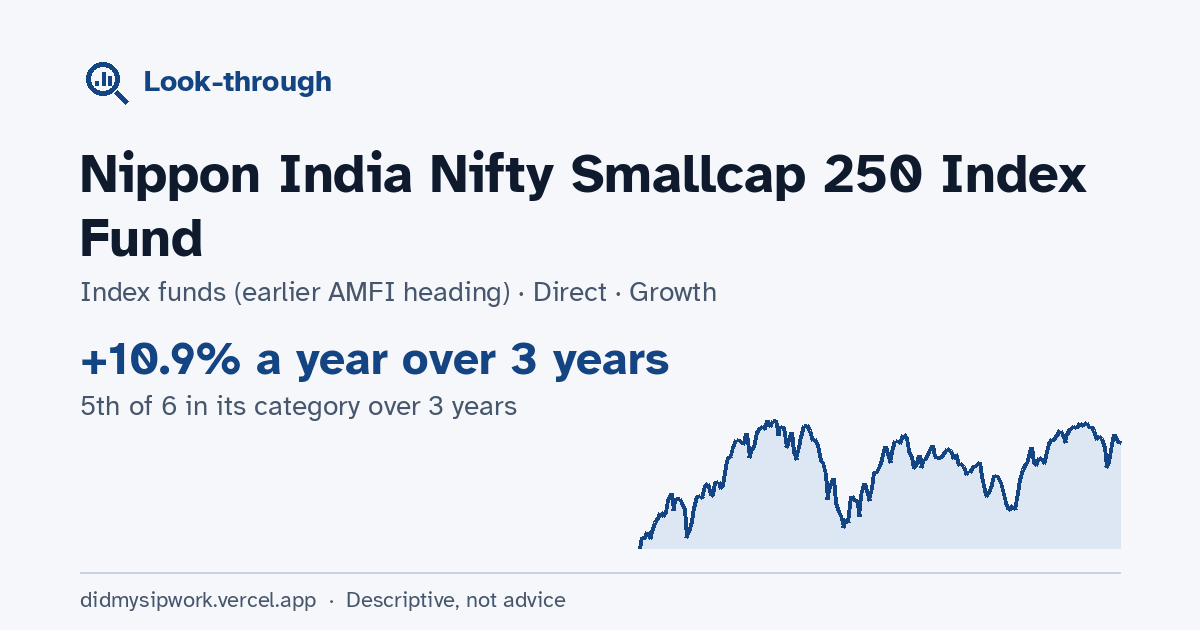 Look-through
Nippon India Nifty Smallcap 250 Index
Fund
Index funds (earlier AMFI heading) · Direct · Growth
+10.9% a year over 3 years
5th of 6 in its category over 3 years
didmysipwork.vercel.app · Descriptive, not advice